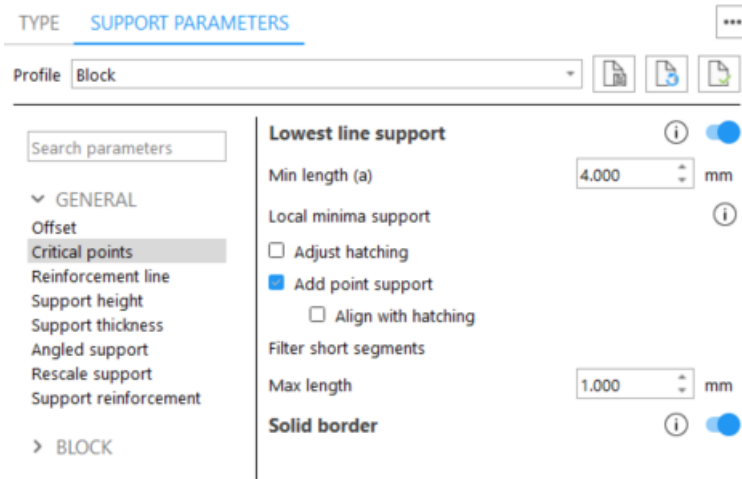 TYPE SUPPORT PARAMETERS
Profile Block
Search parameters
GENERAL
Offset
Critical points
Reinforcement line
Support height
Support thickness
Angled support
Rescale support
Support reinforcement
BLOCK
Lowest line support
Min length (a) 4.000 mm
Local minima support
Adjust hatching
Add point support
Align with hatching
Filter short segments
Max length 1.000 mm
Solid border